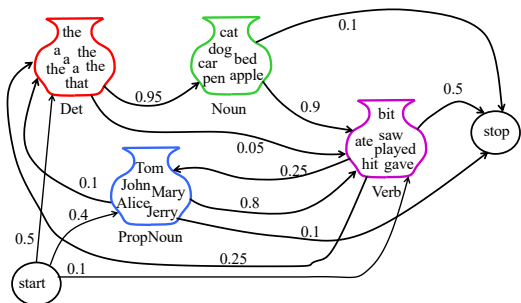 the
a the
a
the a the
that
Det
cat
dog
bed
car
pen apple
Noun
0.1
0.95
0.9
0.05
bit
ate saw
played
hit gave
Verb
0.5
stop
Tom
John Mary
Alice
Jerry
PropNoun
0.25
0.8
0.1
0.4
0.1
0.5
0.25
0.1
start